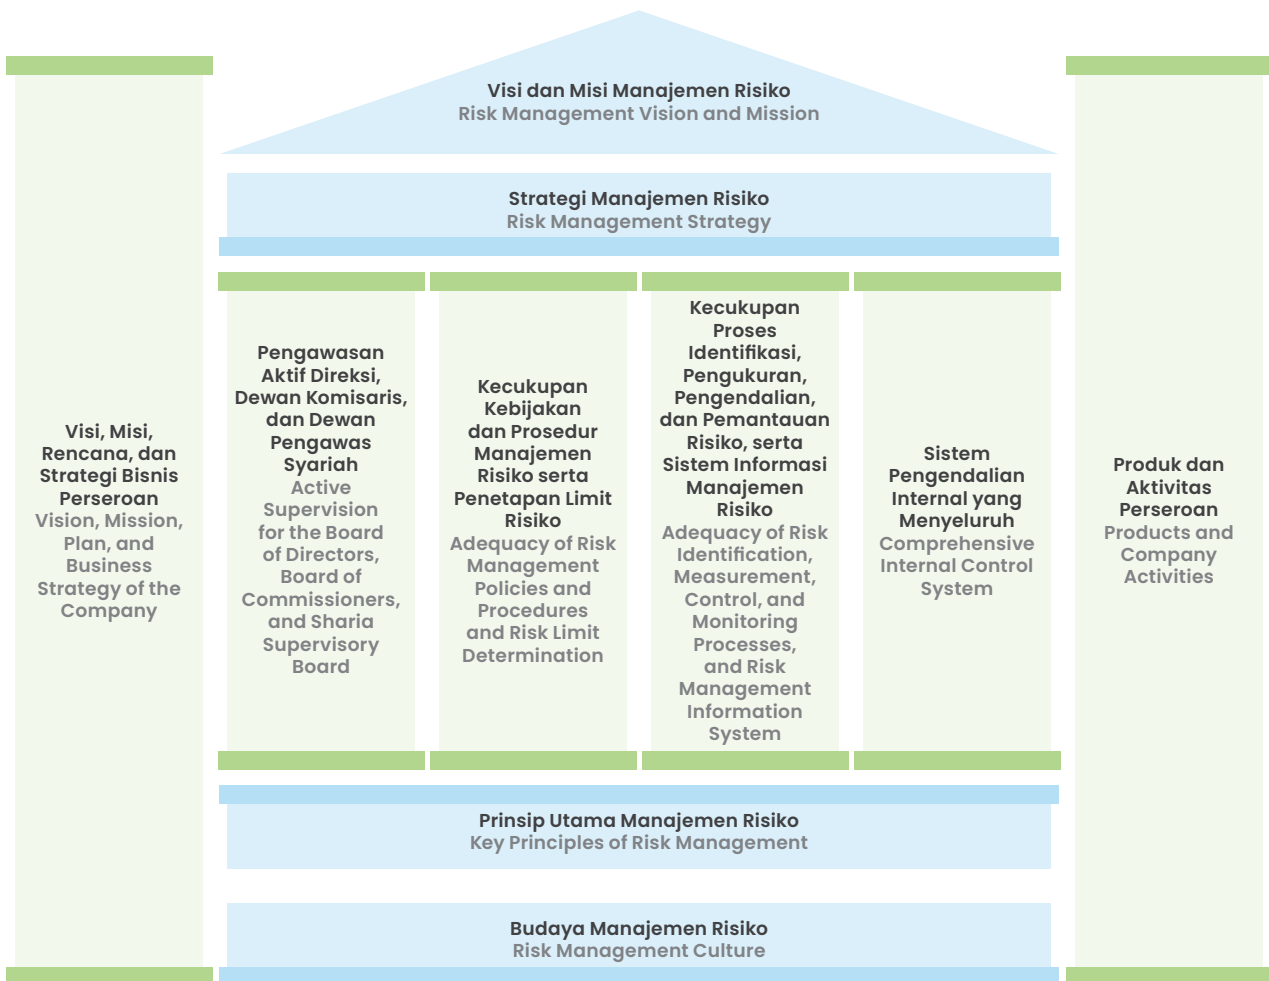 Visi dan Misi Manajemen Risiko
Risk Management Vision and Mission
Strategi Manajemen Risiko
Risk Management Strategy
Visi, Misi,
Rencana, dan
Strategi Bisnis
Perseroan
Vision, Mission,
Plan, and
Business
Strategy of the
Company
Pengawasan
Aktif Direksi,
Dewan Komisaris,
dan Dewan
Pengawas
Syariah
Active
Supervision
for the Board
of Directors,
Board of
Commissioners,
and Sharia
Supervisory
Board
Kecukupan
Kebijakan
dan Prosedur
Manajemen
Risiko serta
Penetapan Limit
Risiko
Adequacy of Risk
Management
Policies and
Procedures
and Risk Limit
Determination
Kecukupan
Proses
Identifikasi,
Pengukuran,
Pengendalian,
dan Pemantauan
Risiko, serta
Sistem Informasi
Manajemen
Risiko
Adequacy of Risk
Identification,
Measurement,
Control, and
Monitoring
Processes,
and Risk
Management
Information
System
Sistem
Pengendalian
Internal yang
Menyeluruh
Comprehensive
Internal Control
System
Produk dan
Aktivitas
Perseroan
Products and
Company
Activities
Prinsip Utama Manajemen Risiko
Key Principles of Risk Management
Budaya Manajemen Risiko
Risk Management Culture